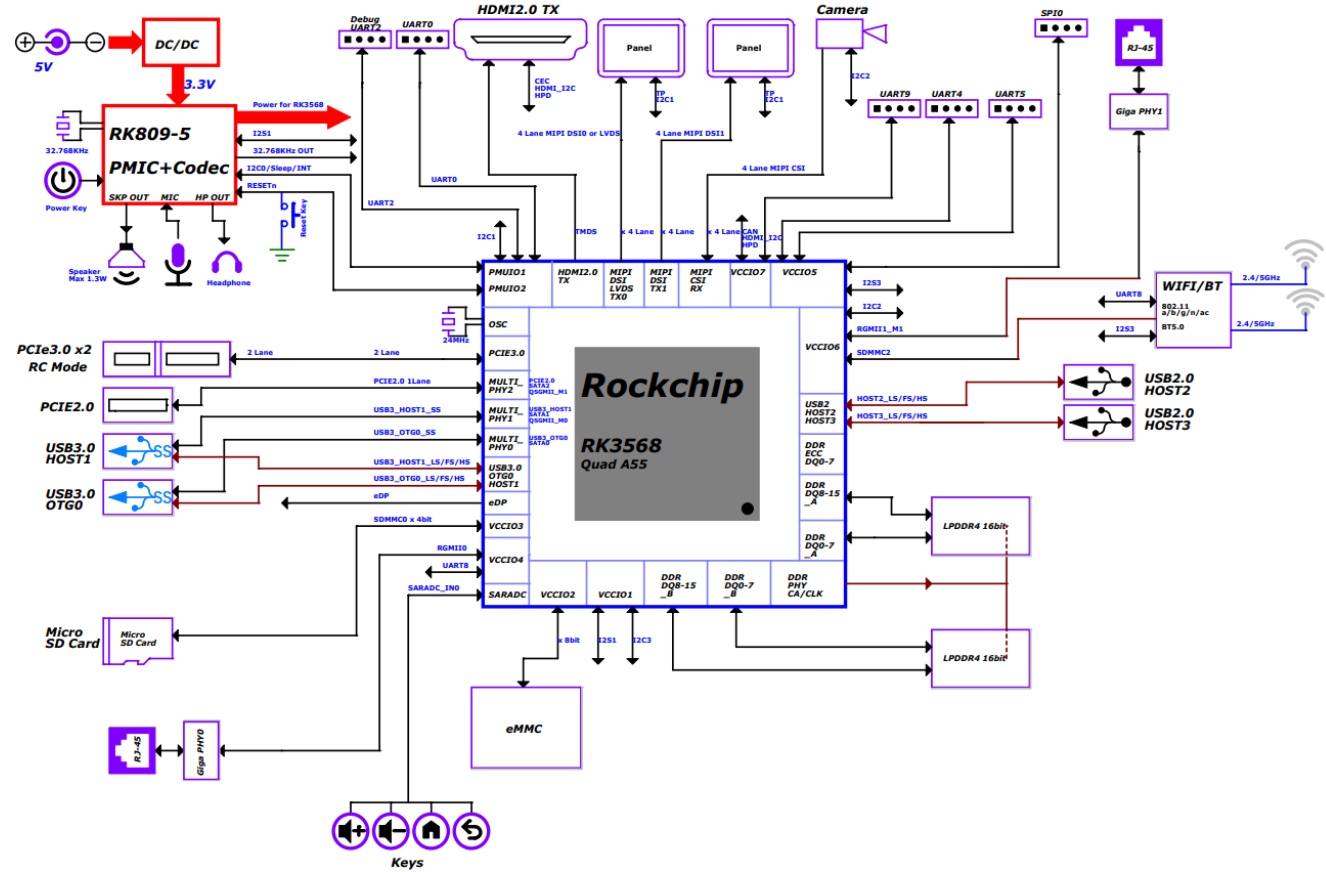 HDMI2.0 TX
Camera
SPI0
Debug
UART2
UART0
DC/DC
5V
3.3V
Panel
Panel
RJ-45
CEC
HDMI_I2C
HPD
TP
I2C1
TP
I2C1
I2C2
UART9
UART4
UART5
Giga PHY1
Power for RK3568
RK809-5
PMIC+Codec
I2S1
32.768KHz OUT
I2C0/Sleep/INT
RESETn
32.768KHz
Power Key
SKP OUT
MIC
HP OUT
Reset Key
4 Lane MIPI DSI0 or LVDS
4 Lane MIPI DSI1
4 Lane MIPI CSI
UART0
UART2
I2C1
TMDS
x 4 Lane
x 4 Lane
x 4 Lane
CAN
HDMI_I2C
HPD
Speaker
Max 1.3W
Headphone
PMUIO1
PMUIO2
HDMI2.0
TX
MIPI
DSI
LVDS
TX0
MIPI
DSI
TX1
MIPI
CSI
RX
VCCIO7
VCCIO5
I2S3
I2C2
RGMII1_M1
SDMMC2
UART8
I2S3
WIFI/BT
802.11
a/b/g/n/ac
BT5.0
2.4/5GHz
2.4/5GHz
OSC
24MHz
VCCIO6
PCIe3.0 x2
RC Mode
2 Lane
2 Lane
PCIE3.0
PCIE2.0
PCIE2.0 1Lane
MULTI_
PHY2
PCIE2.0
SATA2
QSGMII_M1
USB3.0
HOST1
SS
USB3_HOST1_SS
MULTI_
PHY1
USB3_HOST1
SATA1
QSGMII_M0
USB3_OTG0_SS
MULTI_
PHY0
USB3_OTG0
SATA0
USB3.0
OTG0
SS
USB3_HOST1_LS/FS/HS
USB3_OTG0_LS/FS/HS
USB3.0
OTG0
HOST1
eDP
eDP
Rockchip
RK3568
Quad A55
USB2
HOST2
HOST3
HOST2_LS/FS/HS
HOST3_LS/FS/HS
USB2.0
HOST2
USB2.0
HOST3
DDR
ECC
DQ0-7
DDR
DQ8-15
_A
DDR
DQ0-7
_A
LPDDR4 16bit
SDMMC0 x 4bit
VCCIO3
RGMII0
VCCIO4
UART8
SARADC_IN0
SARADC
VCCIO2
VCCIO1
DDR
DQ8-15
_B
DDR
DQ0-7
_B
DDR
PHY
CA/CLK
Micro
SD Card
Micro
SD Card
x 8bit
I2S1
I2C3
LPDDR4 16bit
eMMC
RJ-45
Giga PHY0
Keys